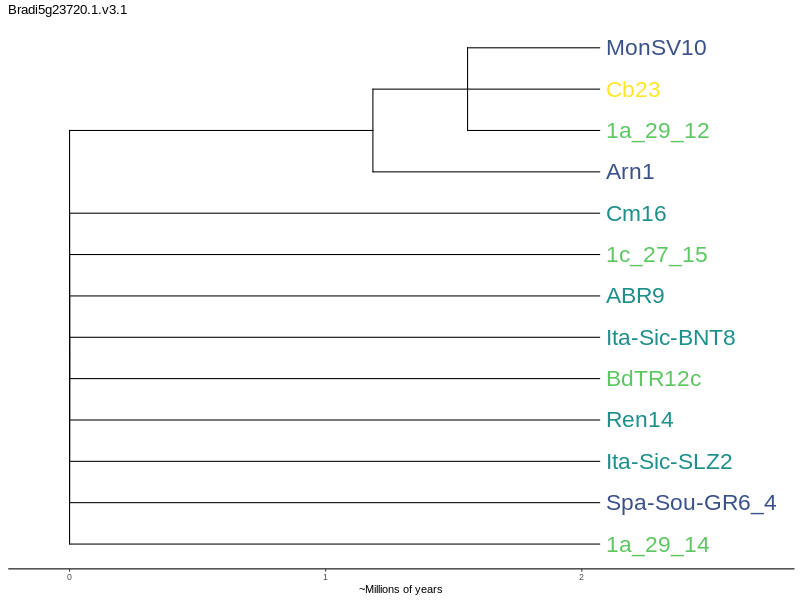 Bradi5g23720.1.v3.1
MonSV10
Cb23
1a_29_12
Arn1
Cm16
1c_27_15
ABR9
Ita-Sic-BNT8
BdTR12c
Ren14
Ita-Sic-SLZ2
Spa-Sou-GR6_4
1a_29_14
0 1 2
~Millions of years